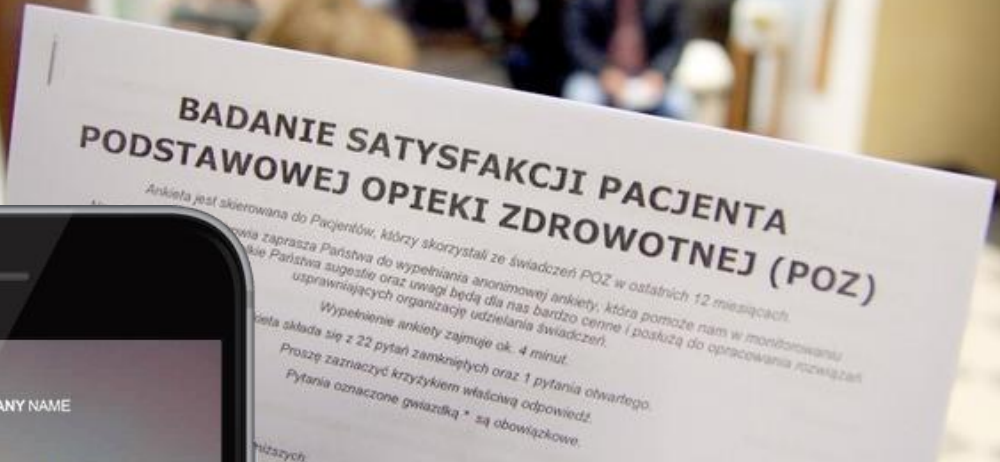 BADANIE SATYSFAKCJI PACJENTA
PODSTAWOWEJ OPIEKI ZDROWOTNEJ (POZ)
Ankieta jest skierowana do Pacjentów, którzy skorzystali ze świadczeń POZ w ostatnich 12 miesiącach.
zaprasza Państwa do wypełniania anonimowej ankiety, która pomoże nam w monitorowaniu
Państwa sugestie oraz uwagi będą dla nas bardzo cenne i posłużą do opracowania rozwiązań
usprawniających organizację udzielania świadczeń.
Wypełnienie ankiety zajmuje ok. 4 minut.
składa się z 22 pytań zamkniętych oraz 1 pytania otwartego.
Proszę zaznaczyć krzyżykiem właściwą odpowiedź.
Pytania oznaczone gwiazdką * są obowiązkowe.
ANY NAME